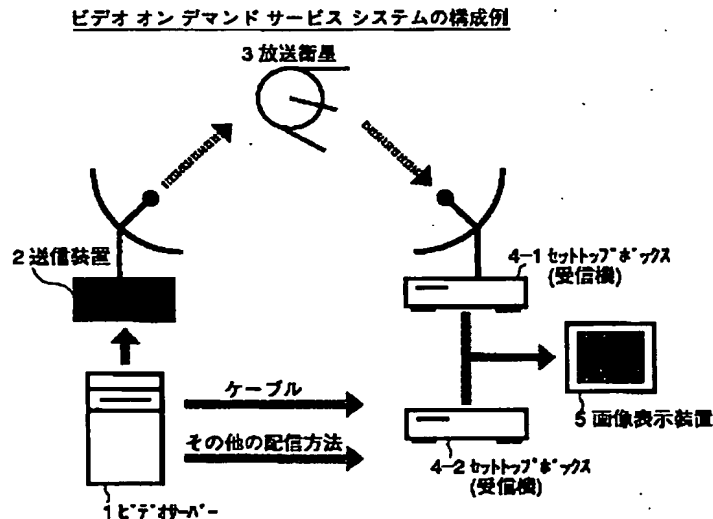 ビデオ オン デマンド サービス システムの構成例
3 放送衛星
2 送信装置
4-1 セットトップボックス
(受信機)
ケーブル
その他の配信方法
5 画像表示装置
4-2 セットトップボックス
(受信機)
1 ビデオサーバー